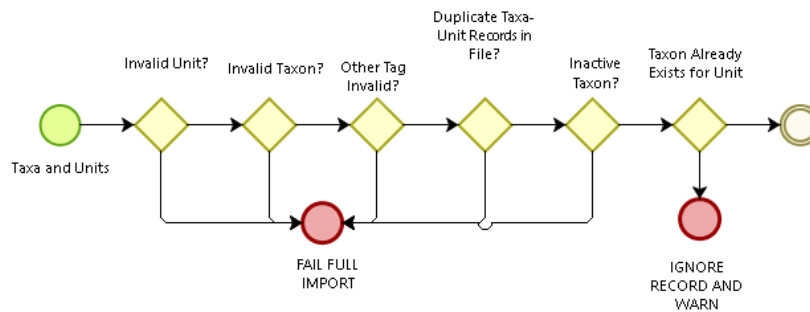 Invalid Unit?
Invalid Taxon?
Other Tag
Invalid?
Duplicate Taxa-
Unit Records in
File?
Inactive
Taxon?
Taxon Already
Exists for Unit
Taxa and Units
FAIL FULL
IMPORT
IGNORE
RECORD AND
WARN